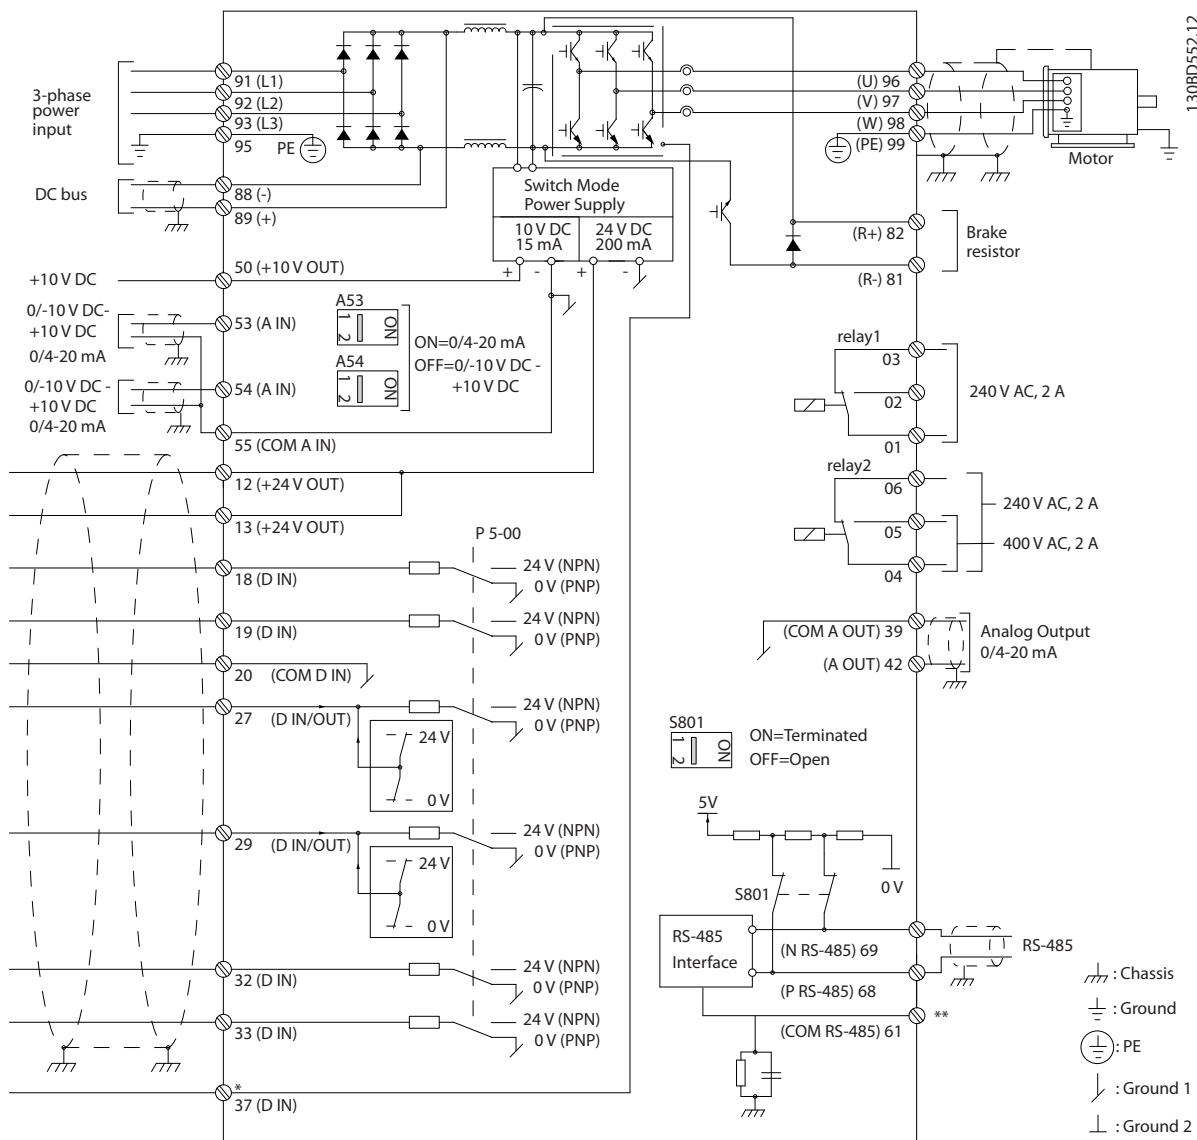 130BD552.12
3-phase
power
input
91 (L1)
92 (L2)
93 (L3)
95
PE
DC bus
88 (-)
89 (+)
+10 V DC
50 (+10 V OUT)
0/-10 V DC-
+10 V DC
0/4-20 mA
53 (A IN)
0/-10 V DC -
+10 V DC
0/4-20 mA
54 (A IN)
55 (COM A IN)
12 (+24 V OUT)
13 (+24 V OUT)
18 (D IN)
19 (D IN)
20 (COM D IN)
27 (D IN/OUT)
24 V
0 V
29 (D IN/OUT)
24 V
0 V
32 (D IN)
33 (D IN)
*
37 (D IN)
Switch Mode
Power Supply
10 V DC
15 mA
24 V DC
200 mA
+ - + -
A53
1 2
ON
A54
1 2
ON
ON=0/4-20 mA
OFF=0/-10 V DC -
+10 V DC
P 5-00
24 V (NPN)
0 V (PNP)
24 V (NPN)
0 V (PNP)
24 V (NPN)
0 V (PNP)
24 V (NPN)
0 V (PNP)
24 V (NPN)
0 V (PNP)
24 V (NPN)
0 V (PNP)
(U) 96
(V) 97
(W) 98
(PE) 99
Motor
(R+) 82
(R-) 81
Brake
resistor
relay1
03
02
01
240 V AC, 2 A
relay2
06
05
04
240 V AC, 2 A
400 V AC, 2 A
(COM A OUT) 39
(A OUT) 42
Analog Output
0/4-20 mA
S801
1 2
ON
ON=Terminated
OFF=Open
5V
0 V
S801
RS-485
Interface
(N RS-485) 69
(P RS-485) 68
(COM RS-485) 61
**
RS-485
: Chassis
: Ground
: PE
: Ground 1
: Ground 2